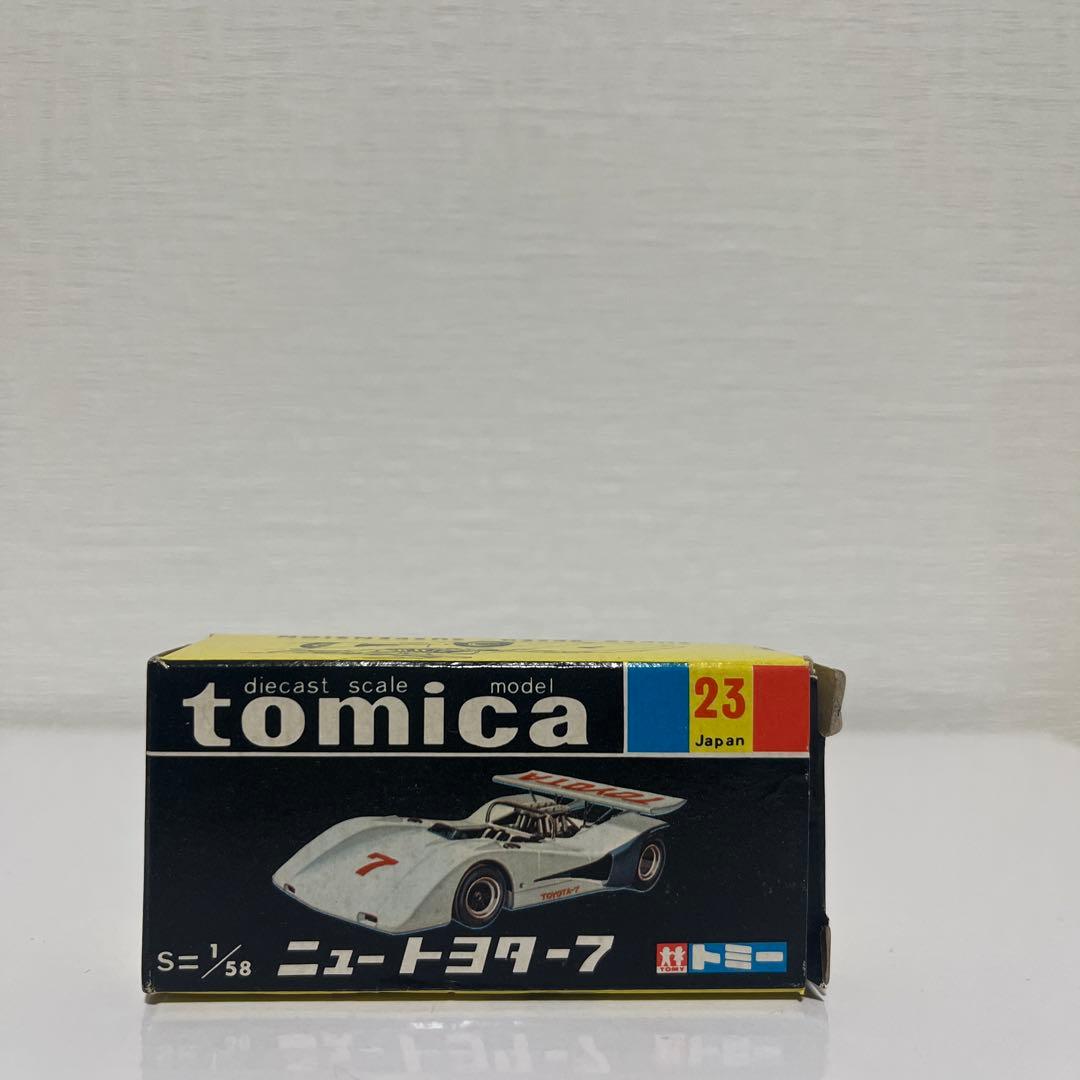 diecast scale model
tomica
23
Japan
TOYOTA
7
TOYOTA-7
S=1/58
ニュートヨタ-7
TOMY
トミー